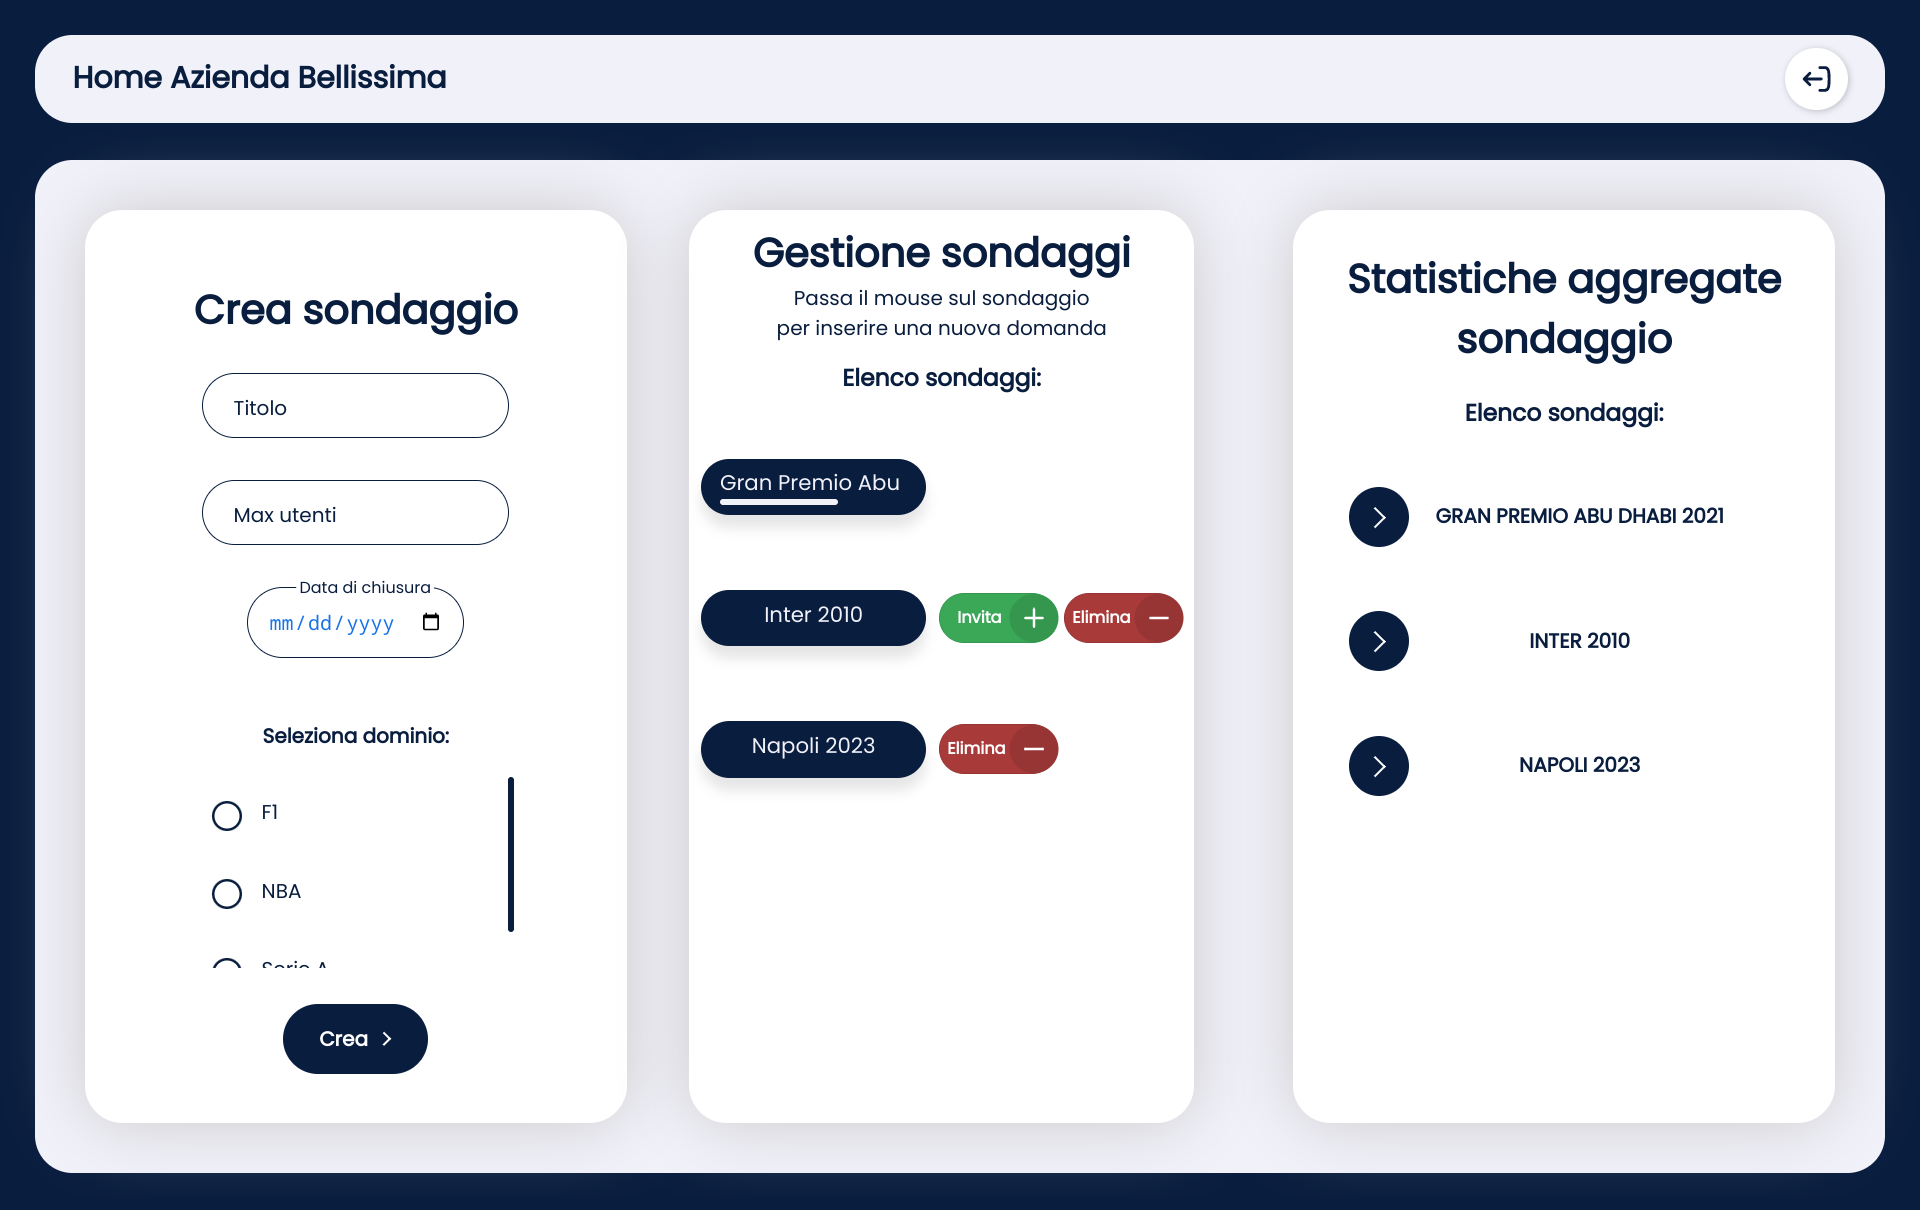 Home Azienda Bellissima
Crea sondaggio
Titolo
Max utenti
Data di chiusura
mm/dd/yyyy
Seleziona dominio:
F1
NBA
Serie A
Crea
Gestione sondaggi
Passa il mouse sul sondaggio
per inserire una nuova domanda
Elenco sondaggi:
Gran Premio Abu
Inter 2010
Invita
Elimina
Napoli 2023
Elimina
Statistiche aggregate
sondaggio
Elenco sondaggi:
GRAN PREMIO ABU DHABI 2021
INTER 2010
NAPOLI 2023